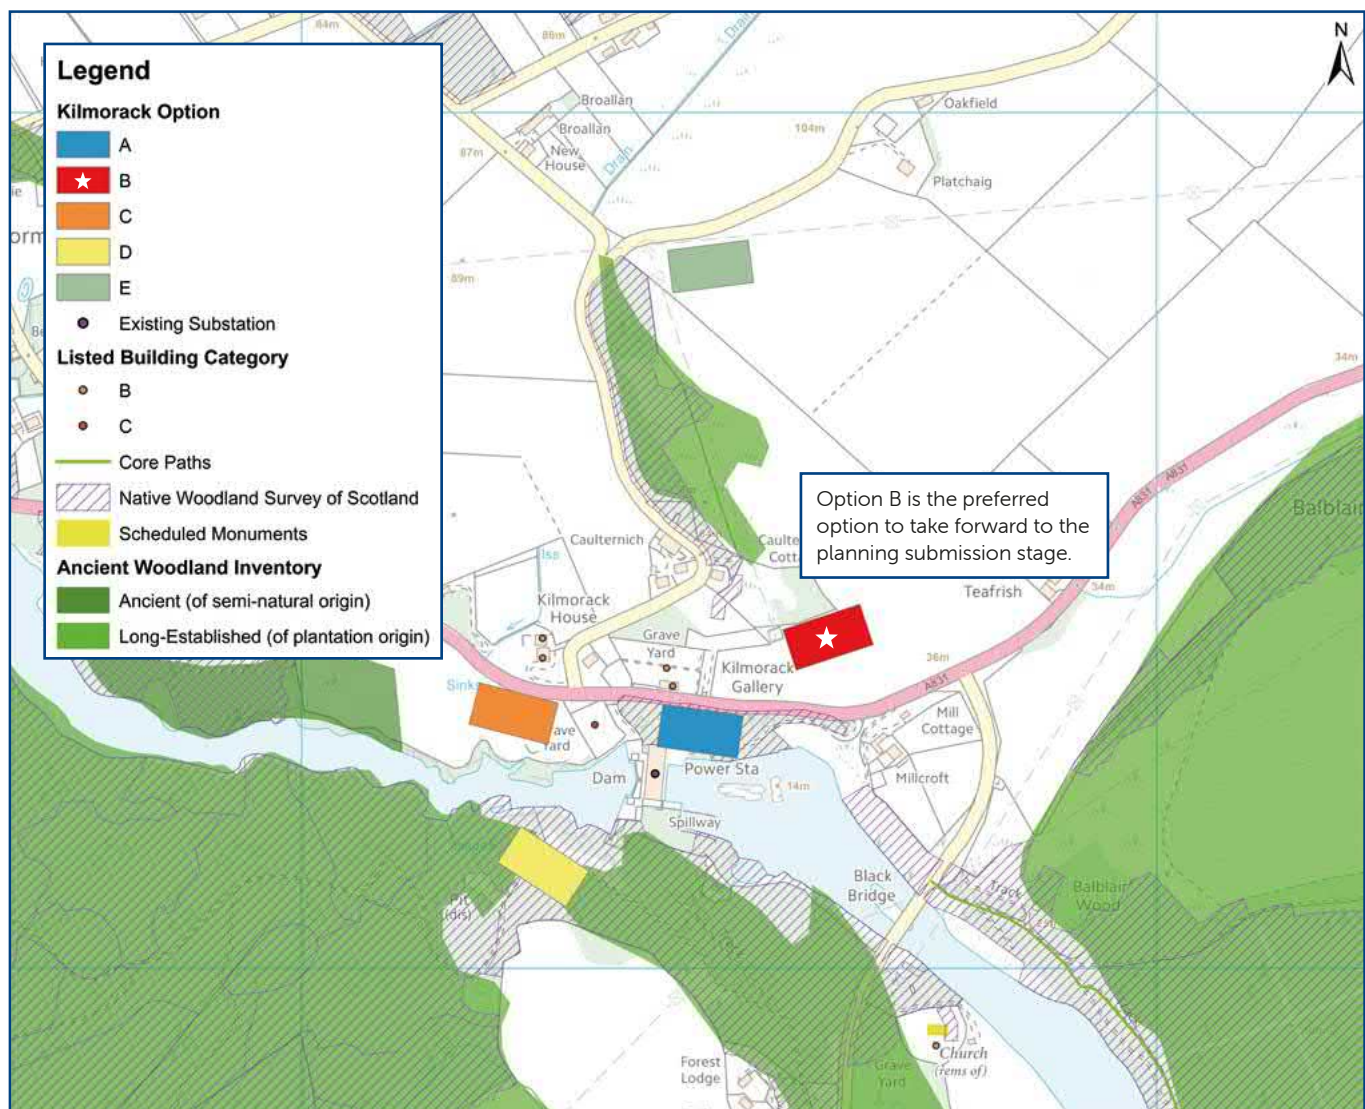 Legend
Kilmorack Option
A
B
C
D
E
Existing Substation
Listed Building Category
B
C
Core Paths
Native Woodland Survey of Scotland
Scheduled Monuments
Ancient Woodland Inventory
Ancient (of semi-natural origin)
Long-Established (of plantation origin)
N
84m
86m
Drain
Broallan
Broallan
New
House
87m
Drain
104m
Oakfield
Platchaig
89m
34m
Option B is the preferred
option to take forward to the
planning submission stage.
A831
A831
Balblair
Caulternich
Teafrish
34m
Kilmorack
House
Grave
Yard
Kilmorack
Gallery
36m
A831
Sinks
Mill
Cottage
Dam
Power Sta
14m
Millcroft
Spillway
Black
Bridge
Track
Balblair
Wood
Pit
(dis)
Forest
Lodge
Church
(rems of)
Grave
Yard